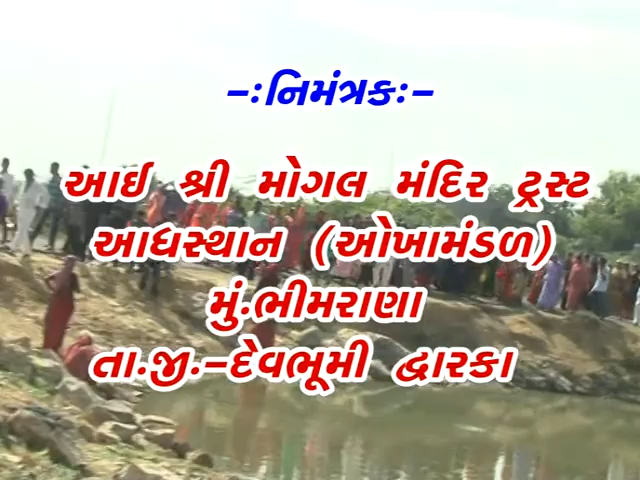 -:નિમંત્રક:-
આઈ શ્રી મોગલ મંદિર ટ્રસ્ટ
આધસ્થાન (ઓખામંડળ)
મું.ભીમરાણા
તા.જી.-દેવભૂમી દ્વારકા